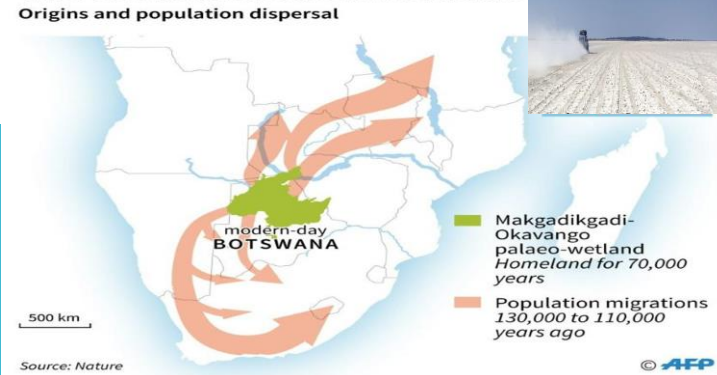 Origins and population dispersal
modern-day
BOTSWANA
Makgadikgadi-
Okavango
palaeo-wetland
Homeland for 70,000
years
Population migrations
130,000 to 110,000
years ago
500 km
Source: Nature
© AFP